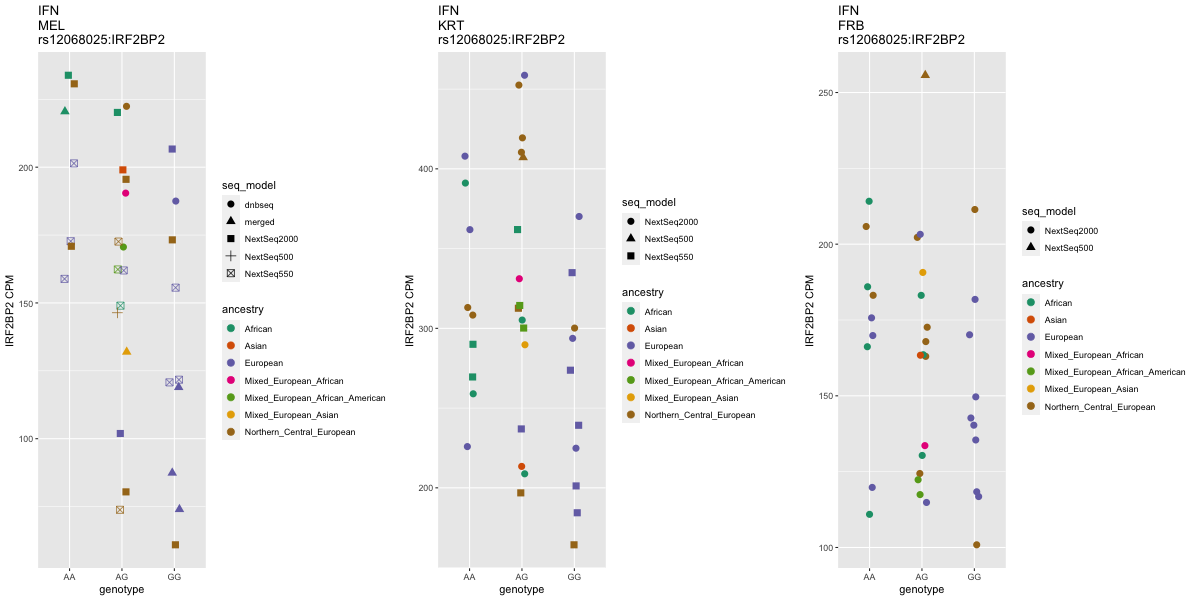 IFN
MEL
rs12068025:IRF2BP2
IRF2BP2 CPM
200
150
100
AA
AG
GG
genotype
seq_model
dnbseq
merged
NextSeq2000
NextSeq500
NextSeq550
ancestry
African
Asian
European
Mixed_European_African
Mixed_European_African_American
Mixed_European_Asian
Northern_Central_European
IFN
KRT
rs12068025:IRF2BP2
IRF2BP2 CPM
400
300
200
AA
AG
GG
genotype
seq_model
NextSeq2000
NextSeq500
NextSeq550
ancestry
African
Asian
European
Mixed_European_African
Mixed_European_African_American
Mixed_European_Asian
Northern_Central_European
IFN
FRB
rs12068025:IRF2BP2
IRF2BP2 CPM
250
200
150
100
AA
AG
GG
genotype
seq_model
NextSeq2000
NextSeq500
ancestry
African
Asian
European
Mixed_European_African
Mixed_European_African_American
Mixed_European_Asian
Northern_Central_European